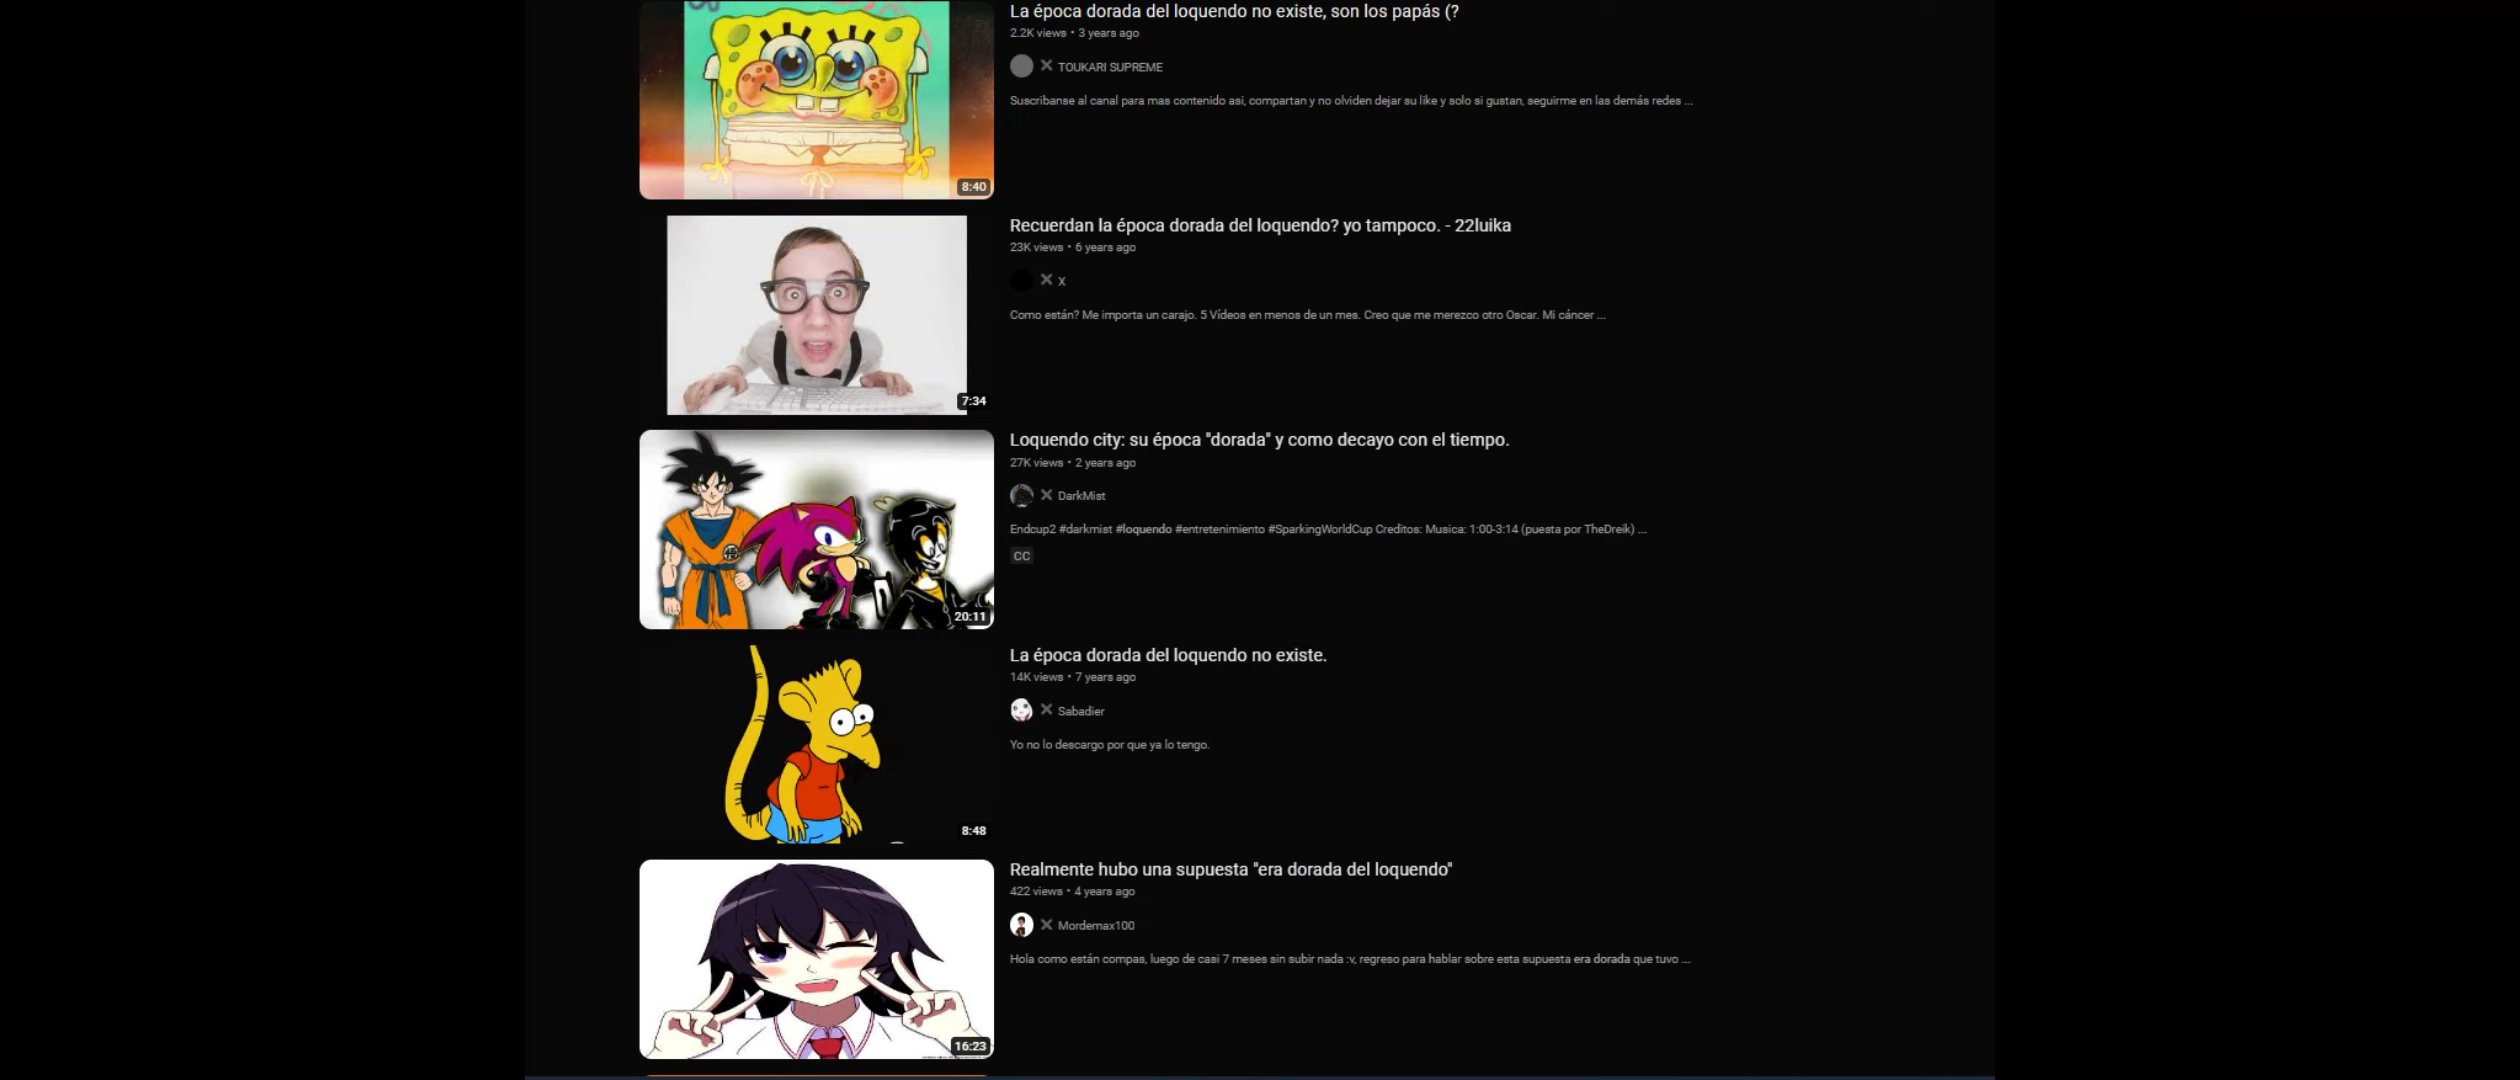 La época dorada del loquendo no existe, son los papás (?
2.2K views • 3 years ago
TOUKARI SUPREME
Suscribanse al canal para mas contenido asi, compartan y no olviden dejar su like y solo si gustan, seguirme en las demás redes ...
8:40
Recuerdan la época dorada del loquendo? yo tampoco. - 22luika
23K views • 6 years ago
x
Como están? Me importa un carajo. 5 Vídeos en menos de un mes. Creo que me merezco otro Oscar. Mi cáncer ...
7:34
Loquendo city: su época "dorada" y como decayo con el tiempo.
27K views • 2 years ago
DarkMist
Endcup2 #darkmist #loquendo #entretenimiento #SparkingWorldCup Creditos: Musica: 1:00-3:14 (puesta por TheDreik) ...
CC
20:11
La época dorada del loquendo no existe.
14K views • 7 years ago
Sabadier
Yo no lo descargo por que ya lo tengo.
8:48
Realmente hubo una supuesta "era dorada del loquendo"
422 views • 4 years ago
Mordemax100
Hola como están compas, luego de casi 7 meses sin subir nada :v, regreso para hablar sobre esta supuesta era dorada que tuvo ...
16:23